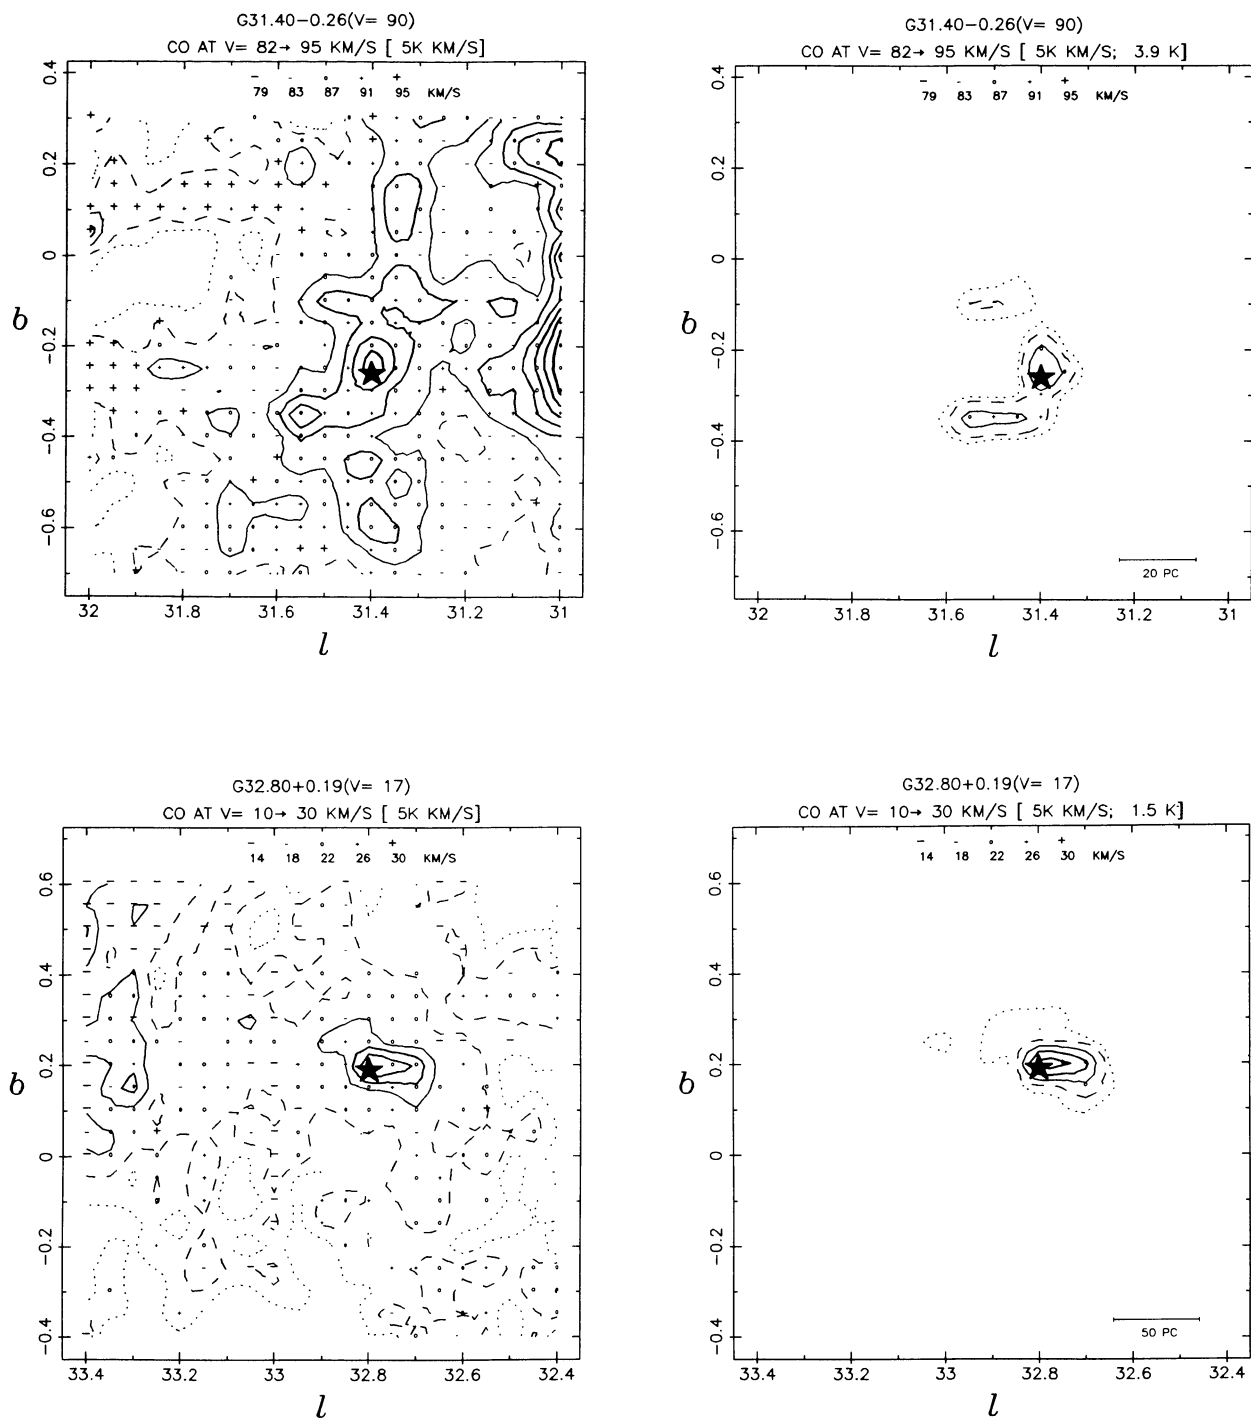 G31.40−0.26(V= 90)
CO AT V= 82→ 95 KM/S [ 5K KM/S]
− - o · +
79 83 87 91 95 KM/S
0.4
0.2
0
−0.2
−0.4
−0.6
b
32 31.8 31.6 31.4 31.2 31
l
G31.40−0.26(V= 90)
CO AT V= 82→ 95 KM/S [ 5K KM/S; 3.9 K]
− - o · +
79 83 87 91 95 KM/S
0.4
0.2
0
−0.2
−0.4
−0.6
b
20 PC
32 31.8 31.6 31.4 31.2 31
l
G32.80+0.19(V= 17)
CO AT V= 10→ 30 KM/S [ 5K KM/S]
− - o · +
14 18 22 26 30 KM/S
0.6
0.4
0.2
0
−0.2
−0.4
b
33.4 33.2 33 32.8 32.6 32.4
l
G32.80+0.19(V= 17)
CO AT V= 10→ 30 KM/S [ 5K KM/S; 1.5 K]
− - o · +
14 18 22 26 30 KM/S
0.6
0.4
0.2
0
−0.2
−0.4
b
50 PC
33.4 33.2 33 32.8 32.6 32.4
l